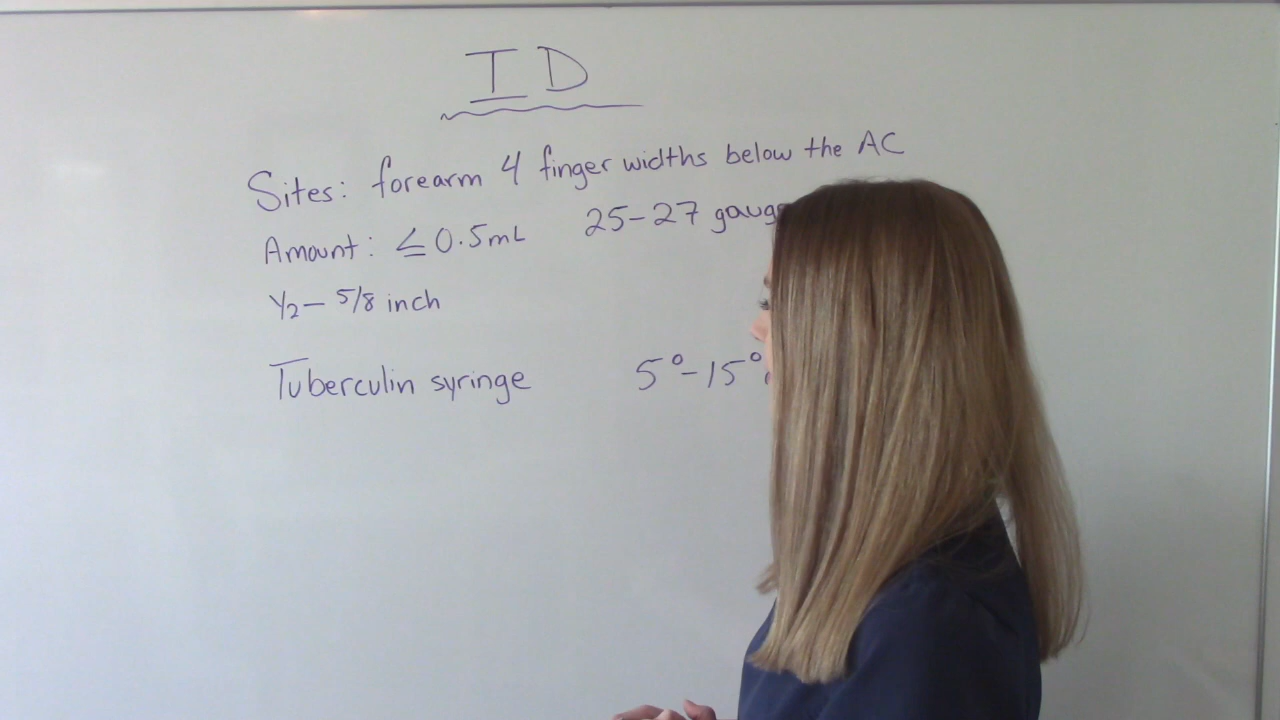 ID
Sites: forearm 4 finger widths below the AC
Amount: ≤0.5mL 25-27 gauge
1/2 - 5/8 inch
Tuberculin syringe 5°-15°